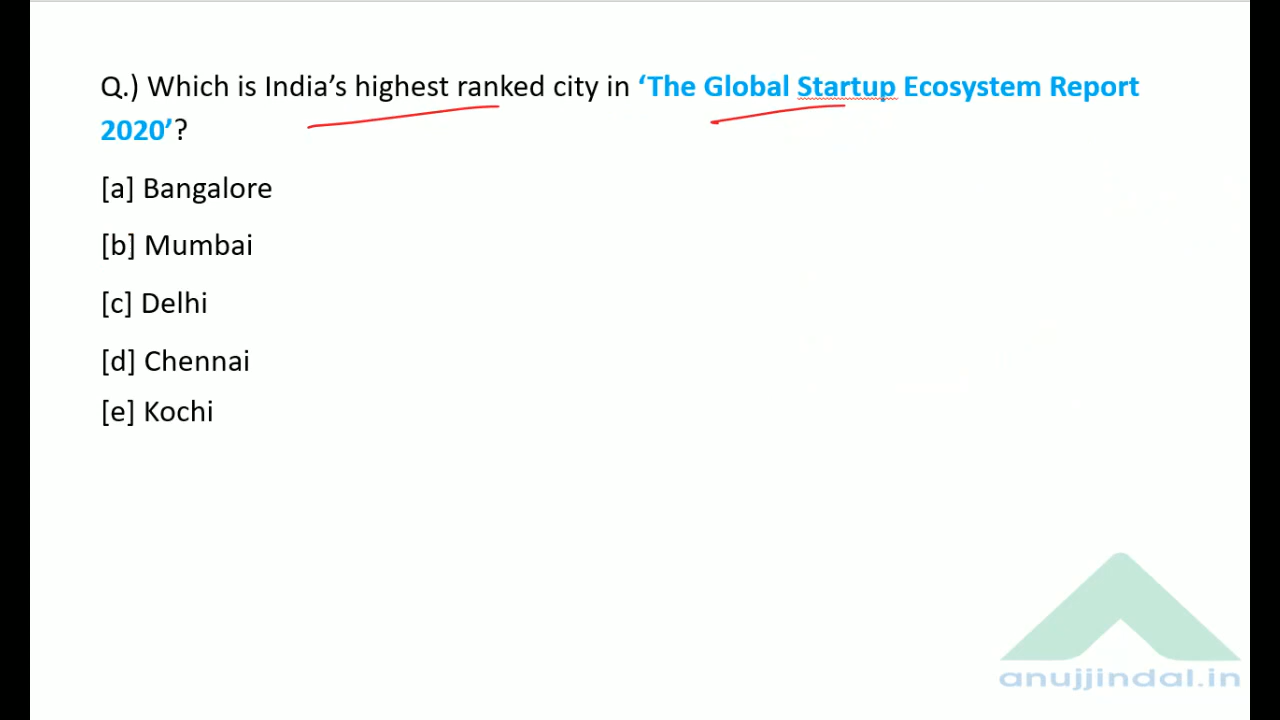 Q.) Which is India’s highest ranked city in ‘The Global Startup Ecosystem Report
2020’?
[a] Bangalore
[b] Mumbai
[c] Delhi
[d] Chennai
[e] Kochi
anujjindal.in